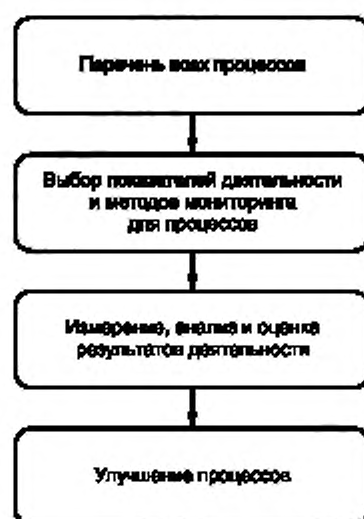 Перечень всех процессов
Выбор показателей деятельности
и методов мониторинга
для процессов
Измерение, анализ и оценка
результатов деятельности
Улучшение процессов